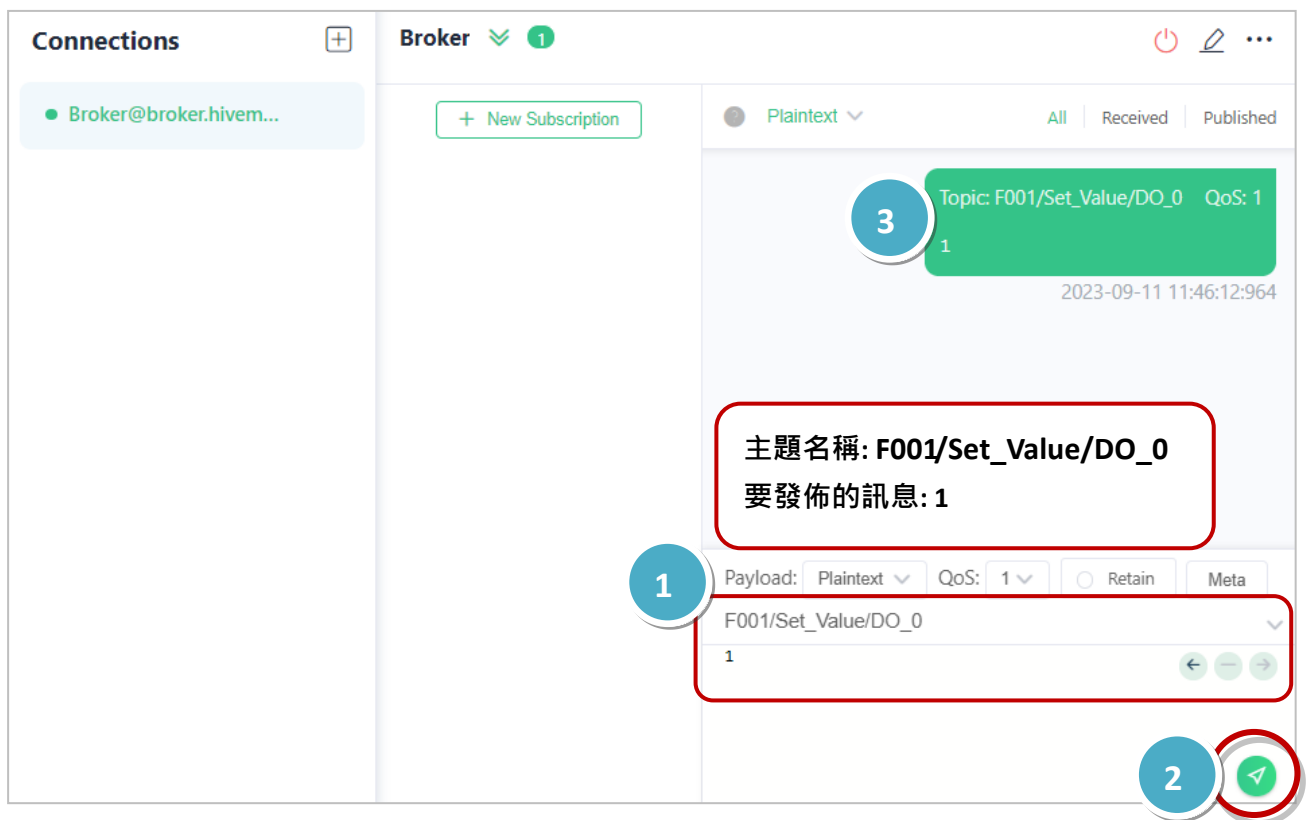 Connections
Broker 1
Broker@broker.hivem...
+ New Subscription
? Plaintext
All Received Published
Topic: F001/Set_Value/DO_0 QoS: 1
1
3
2023-09-11 11:46:12:964
主題名稱: F001/Set_Value/DO_0
要發佈的訊息: 1
1
Payload: Plaintext QoS: 1 Retain Meta
F001/Set_Value/DO_0
1
2